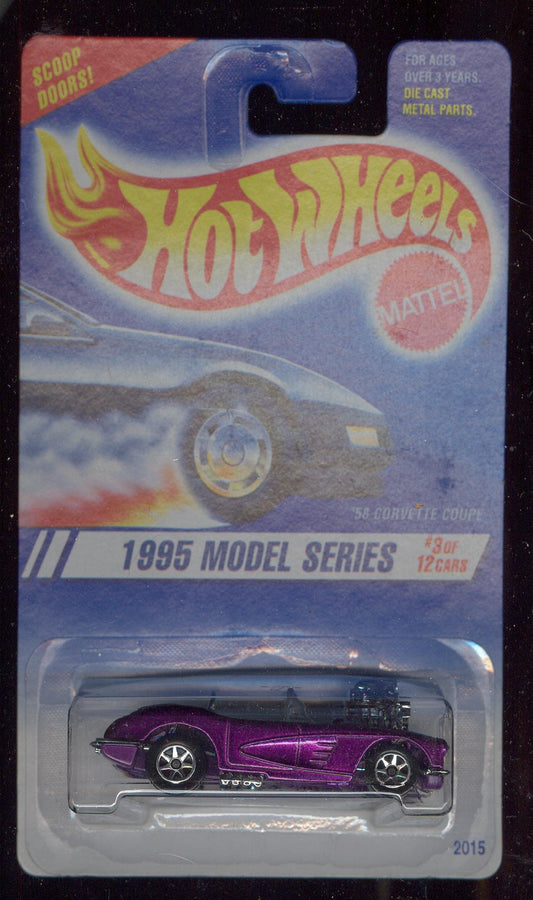 SCOOP
DOORS!
FOR AGES
OVER 3 YEARS.
DIE CAST
METAL PARTS.
HOT WHEELS
MATTEL
'58 CORVETTE COUPE
1995 MODEL SERIES
#3 OF
12 CARS
2015